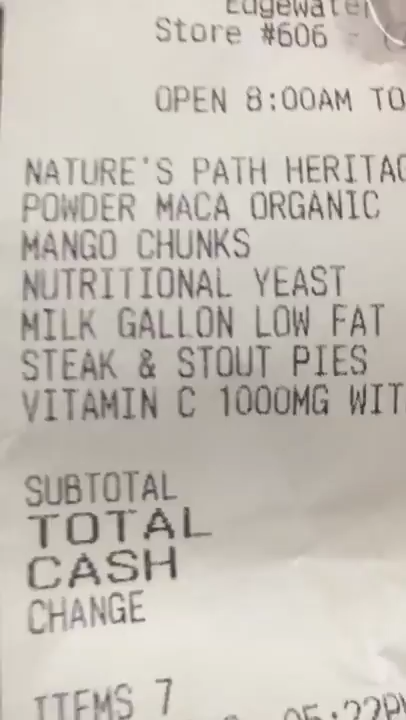 Edgewater
Store #606 -
OPEN 8:00AM TO
NATURE'S PATH HERITAG
POWDER MACA ORGANIC
MANGO CHUNKS
NUTRITIONAL YEAST
MILK GALLON LOW FAT
STEAK & STOUT PIES
VITAMIN C 1000MG WIT
SUBTOTAL
TOTAL
CASH
CHANGE
ITEMS 7